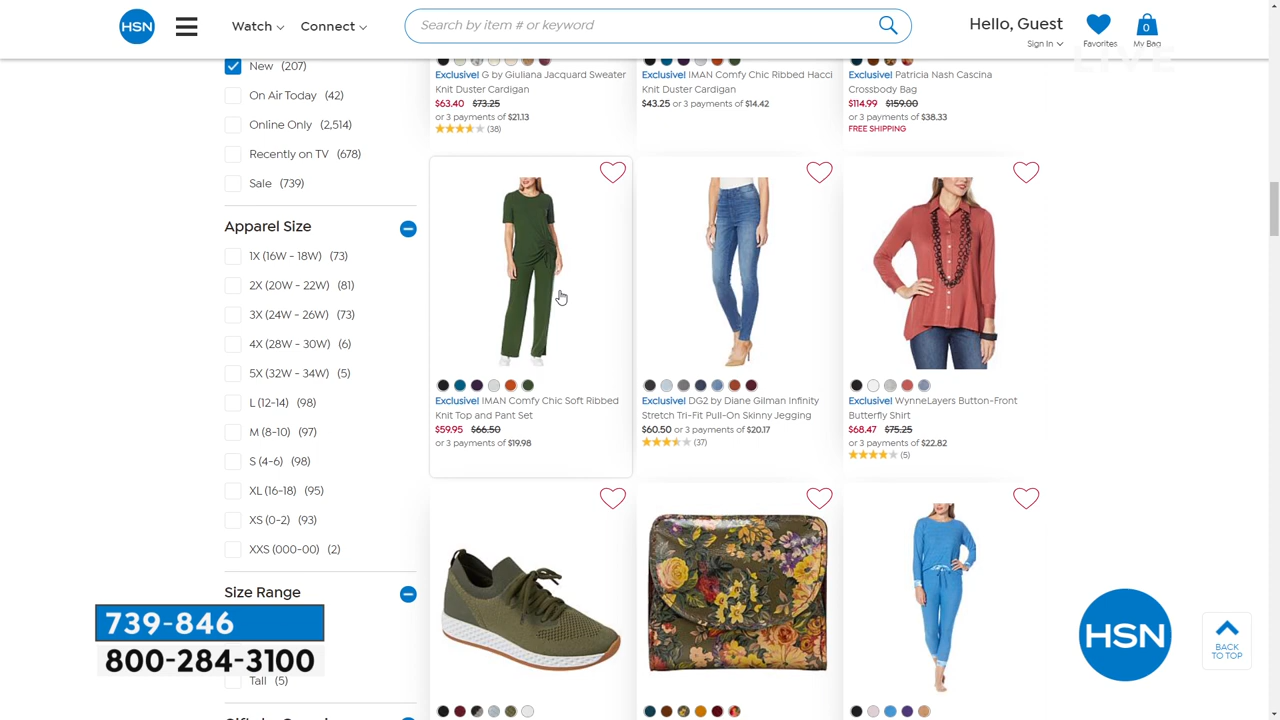 HSN
Watch
Connect
Search by item # or keyword
Hello, Guest
Sign In
Favorites
0
My Bag
LIVE
New (207)
On Air Today (42)
Online Only (2,514)
Recently on TV (678)
Sale (739)
Apparel Size
1X (16W - 18W) (73)
2X (20W - 22W) (81)
3X (24W - 26W) (73)
4X (28W - 30W) (6)
5X (32W - 34W) (5)
L (12-14) (98)
M (8-10) (97)
S (4-6) (98)
XL (16-18) (95)
XS (0-2) (93)
XXS (000-00) (2)
Size Range
739-846
800-284-3100
Tall (5)
Exclusive! G by Giuliana Jacquard Sweater
Knit Duster Cardigan
$63.40 $73.25
or 3 payments of $21.13
(38)
Exclusive! IMAN Comfy Chic Ribbed Hacci
Knit Duster Cardigan
$43.25 or 3 payments of $14.42
Exclusive! Patricia Nash Cascina
Crossbody Bag
$114.99 $159.00
or 3 payments of $38.33
FREE SHIPPING
Exclusive! IMAN Comfy Chic Soft Ribbed
Knit Top and Pant Set
$59.95 $66.50
or 3 payments of $19.98
Exclusive! DG2 by Diane Gilman Infinity
Stretch Tri-Fit Pull-On Skinny Jegging
$60.50 or 3 payments of $20.17
(37)
Exclusive! WynneLayers Button-Front
Butterfly Shirt
$68.47 $75.25
or 3 payments of $22.82
(5)
HSN
BACK
TO TOP